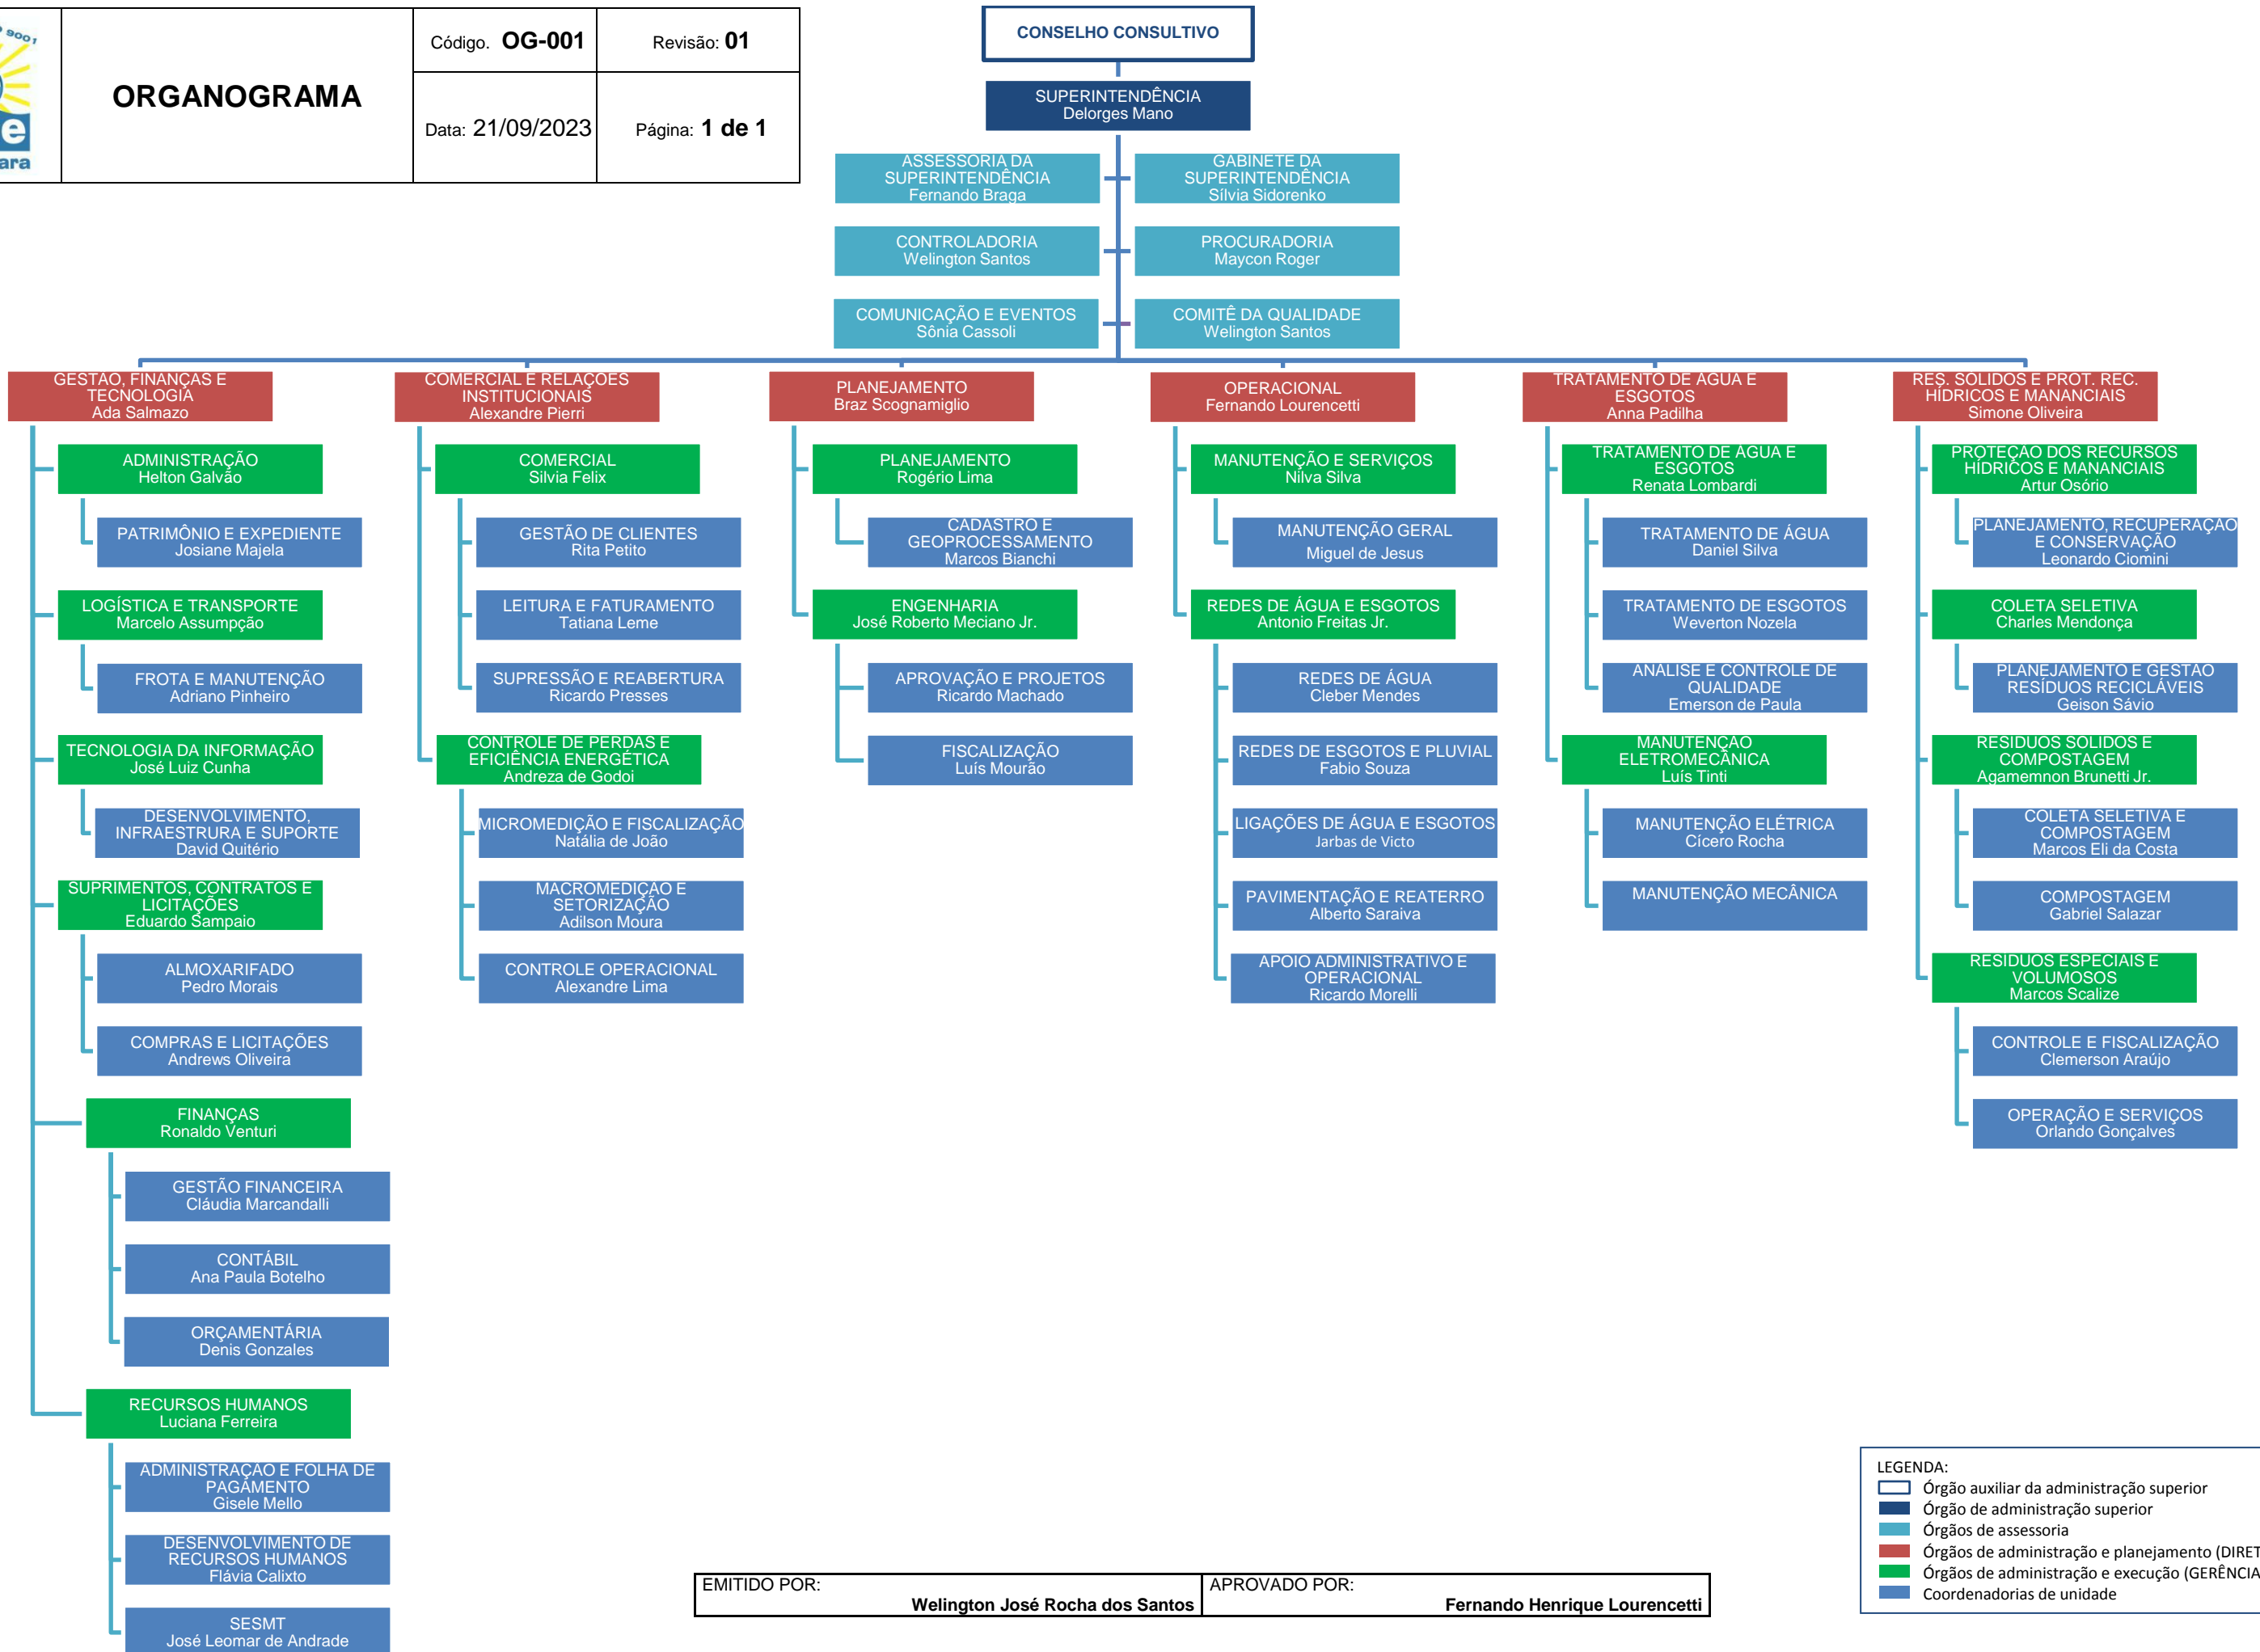 9001
e
ara
ORGANOGRAMA
Código. OG-001
Revisão: 01
Data: 21/09/2023
Página: 1 de 1
CONSELHO CONSULTIVO
SUPERINTENDÊNCIA
Delorges Mano
ASSESSORIA DA
SUPERINTENDÊNCIA
Fernando Braga
GABINETE DA
SUPERINTENDÊNCIA
Sílvia Sidorenko
CONTROLADORIA
Welington Santos
PROCURADORIA
Maycon Roger
COMUNICAÇÃO E EVENTOS
Sônia Cassoli
COMITÊ DA QUALIDADE
Welington Santos
GESTÃO, FINANÇAS E
TECNOLOGIA
Ada Salmazo
ADMINISTRAÇÃO
Helton Galvão
PATRIMÔNIO E EXPEDIENTE
Josiane Majela
LOGÍSTICA E TRANSPORTE
Marcelo Assumpção
FROTA E MANUTENÇÃO
Adriano Pinheiro
TECNOLOGIA DA INFORMAÇÃO
José Luiz Cunha
DESENVOLVIMENTO,
INFRAESTRURA E SUPORTE
David Quitério
SUPRIMENTOS, CONTRATOS E
LICITAÇÕES
Eduardo Sampaio
ALMOXARIFADO
Pedro Morais
COMPRAS E LICITAÇÕES
Andrews Oliveira
FINANÇAS
Ronaldo Venturi
GESTÃO FINANCEIRA
Cláudia Marcandalli
CONTÁBIL
Ana Paula Botelho
ORÇAMENTÁRIA
Denis Gonzales
RECURSOS HUMANOS
Luciana Ferreira
ADMINISTRAÇÃO E FOLHA DE
PAGAMENTO
Gisele Mello
DESENVOLVIMENTO DE
RECURSOS HUMANOS
Flávia Calixto
SESMT
José Leomar de Andrade
COMERCIAL E RELAÇÕES
INSTITUCIONAIS
Alexandre Pierri
COMERCIAL
Silvia Felix
GESTÃO DE CLIENTES
Rita Petito
LEITURA E FATURAMENTO
Tatiana Leme
SUPRESSÃO E REABERTURA
Ricardo Presses
CONTROLE DE PERDAS E
EFICIÊNCIA ENERGÉTICA
Andreza de Godoi
MICROMEDIÇÃO E FISCALIZAÇÃO
Natália de João
MACROMEDIÇÃO E
SETORIZAÇÃO
Adilson Moura
CONTROLE OPERACIONAL
Alexandre Lima
PLANEJAMENTO
Braz Scognamiglio
PLANEJAMENTO
Rogério Lima
CADASTRO E
GEOPROCESSAMENTO
Marcos Bianchi
ENGENHARIA
José Roberto Meciano Jr.
APROVAÇÃO E PROJETOS
Ricardo Machado
FISCALIZAÇÃO
Luís Mourão
OPERACIONAL
Fernando Lourencetti
MANUTENÇÃO E SERVIÇOS
Nilva Silva
MANUTENÇÃO GERAL
Miguel de Jesus
REDES DE ÁGUA E ESGOTOS
Antonio Freitas Jr.
REDES DE ÁGUA
Cleber Mendes
REDES DE ESGOTOS E PLUVIAL
Fabio Souza
LIGAÇÕES DE ÁGUA E ESGOTOS
Jarbas de Victo
PAVIMENTAÇÃO E REATERRO
Alberto Saraiva
APOIO ADMINISTRATIVO E
OPERACIONAL
Ricardo Morelli
TRATAMENTO DE ÁGUA E
ESGOTOS
Anna Padilha
TRATAMENTO DE ÁGUA E
ESGOTOS
Renata Lombardi
TRATAMENTO DE ÁGUA
Daniel Silva
TRATAMENTO DE ESGOTOS
Weverton Nozela
ANÁLISE E CONTROLE DE
QUALIDADE
Emerson de Paula
MANUTENÇÃO
ELETROMECÂNICA
Luís Tinti
MANUTENÇÃO ELÉTRICA
Cícero Rocha
MANUTENÇÃO MECÂNICA
RES. SÓLIDOS E PROT. REC.
HÍDRICOS E MANANCIAIS
Simone Oliveira
PROTEÇÃO DOS RECURSOS
HÍDRICOS E MANANCIAIS
Artur Osório
PLANEJAMENTO, RECUPERAÇÃO
E CONSERVAÇÃO
Leonardo Ciomini
COLETA SELETIVA
Charles Mendonça
PLANEJAMENTO E GESTÃO
RESÍDUOS RECICLÁVEIS
Geison Sávio
RESÍDUOS SÓLIDOS E
COMPOSTAGEM
Agamemnon Brunetti Jr.
COLETA SELETIVA E
COMPOSTAGEM
Marcos Eli da Costa
COMPOSTAGEM
Gabriel Salazar
RESÍDUOS ESPECIAIS E
VOLUMOSOS
Marcos Scalize
CONTROLE E FISCALIZAÇÃO
Clemerson Araújo
OPERAÇÃO E SERVIÇOS
Orlando Gonçalves
EMITIDO POR:
Welington José Rocha dos Santos
APROVADO POR:
Fernando Henrique Lourencetti
LEGENDA:
Órgão auxiliar da administração superior
Órgão de administração superior
Órgãos de assessoria
Órgãos de administração e planejamento (DIRET
Órgãos de administração e execução (GERÊNCIA
Coordenadorias de unidade